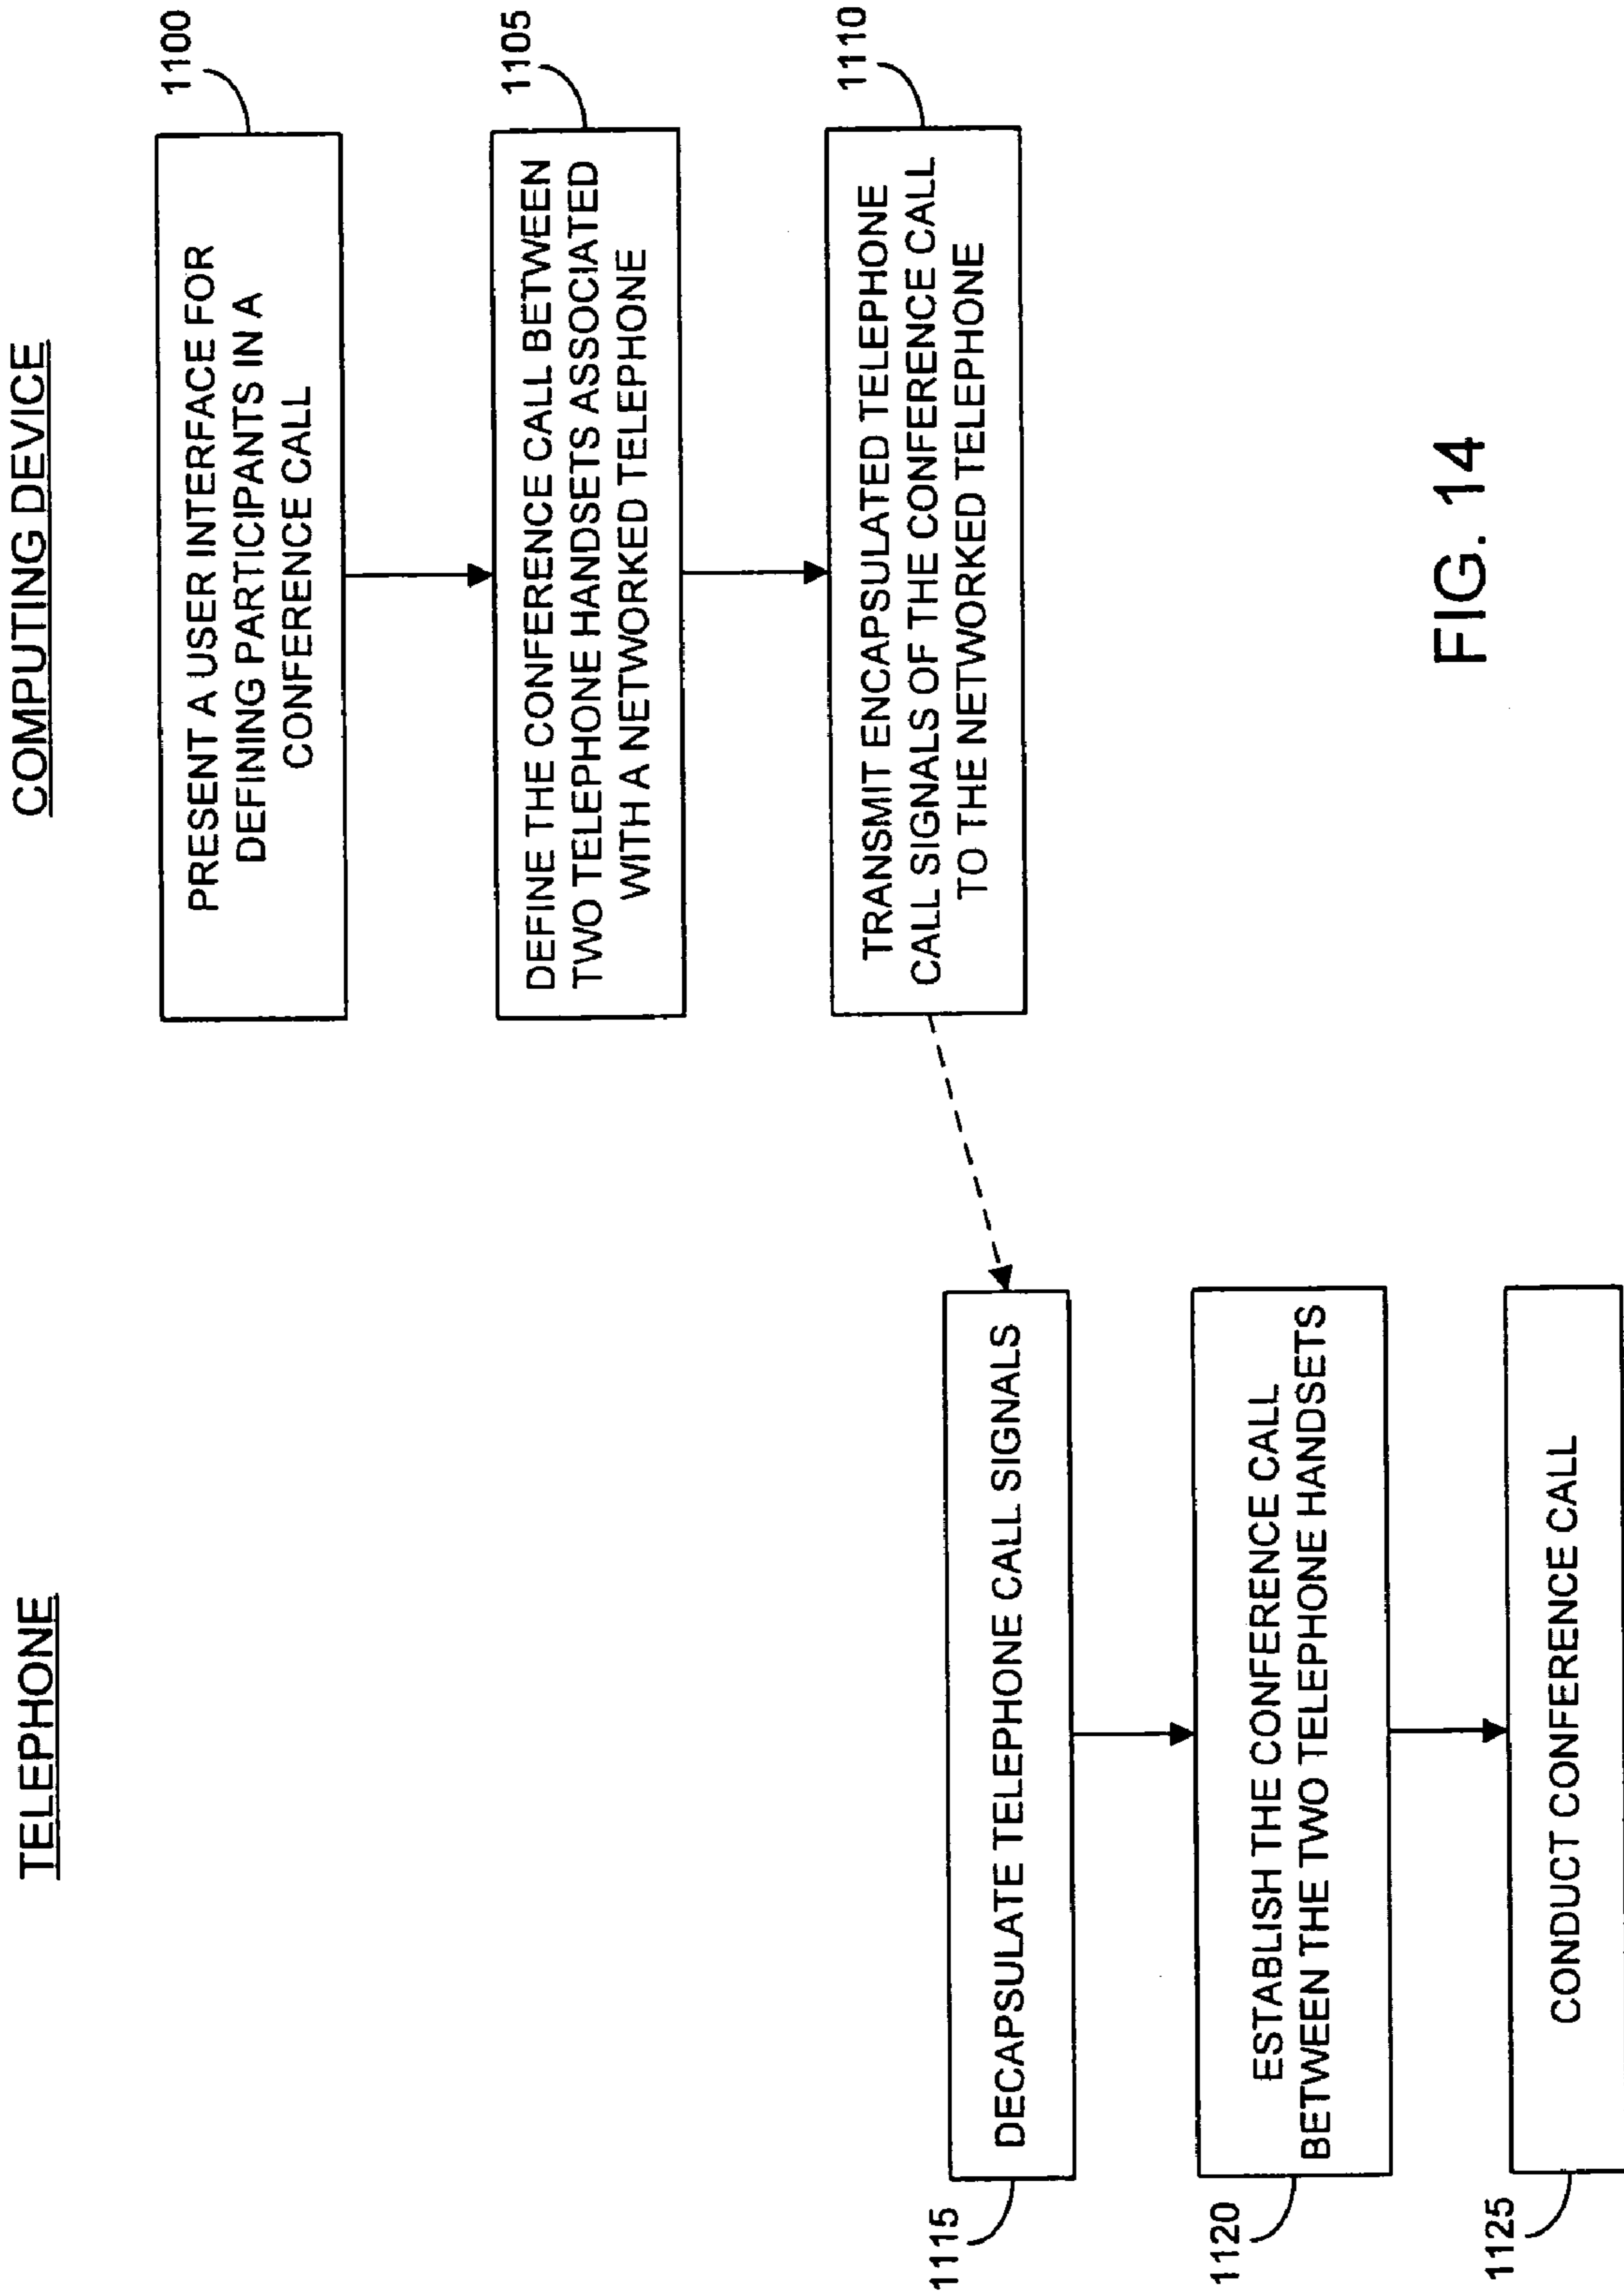 TELEPHONE
COMPUTING DEVICE
1100
PRESENT A USER INTERFACE FOR
DEFINING PARTICIPANTS IN A
CONFERENCE CALL
1105
DEFINE THE CONFERENCE CALL BETWEEN
TWO TELEPHONE HANDSETS ASSOCIATED
WITH A NETWORKED TELEPHONE
1110
TRANSMIT ENCAPSULATED TELEPHONE
CALL SIGNALS OF THE CONFERENCE CALL
TO THE NETWORKED TELEPHONE
1115
DECAPSULATE TELEPHONE CALL SIGNALS
1120
ESTABLISH THE CONFERENCE CALL
BETWEEN THE TWO TELEPHONE HANDSETS
1125
CONDUCT CONFERENCE CALL
FIG. 14